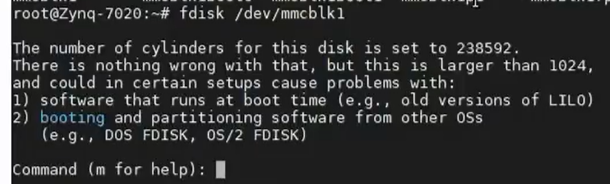 root@Zynq-7020:~# fdisk /dev/mmcblk1
The number of cylinders for this disk is set to 238592.
There is nothing wrong with that, but this is larger than 1024,
and could in certain setups cause problems with:
1) software that runs at boot time (e.g., old versions of LILO)
2) booting and partitioning software from other OSs
(e.g., DOS FDISK, OS/2 FDISK)
Command (m for help):